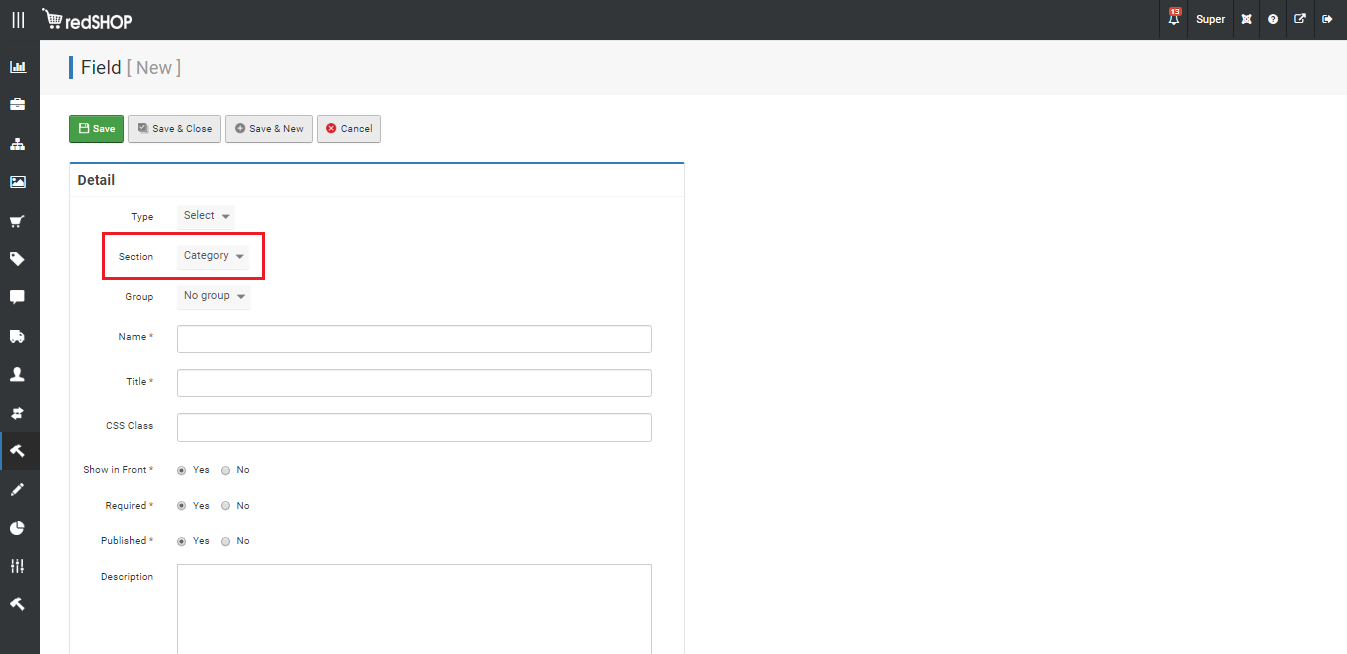 redSHOP
13
Super
Field [ New ]
Save
Save & Close
Save & New
Cancel
Detail
Type Select
Section Category
Group No group
Name *
Title *
CSS Class
Show in Front * Yes No
Required * Yes No
Published * Yes No
Description